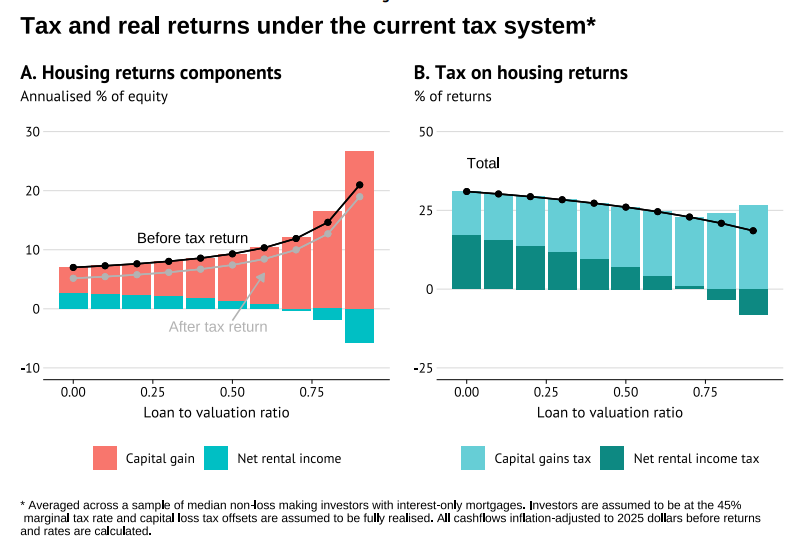 Tax and real returns under the current tax system*
A. Housing returns components
Annualised % of equity
30
20
10
0
-10
Before tax return
After tax return
0.00 0.25 0.50 0.75
Loan to valuation ratio
Capital gain Net rental income
B. Tax on housing returns
% of returns
50
25
0
-25
Total
0.00 0.25 0.50 0.75
Loan to valuation ratio
Capital gains tax Net rental income tax
* Averaged across a sample of median non-loss making investors with interest-only mortgages. Investors are assumed to be at the 45%
marginal tax rate and capital loss tax offsets are assumed to be fully realised. All cashflows inflation-adjusted to 2025 dollars before returns
and rates are calculated.